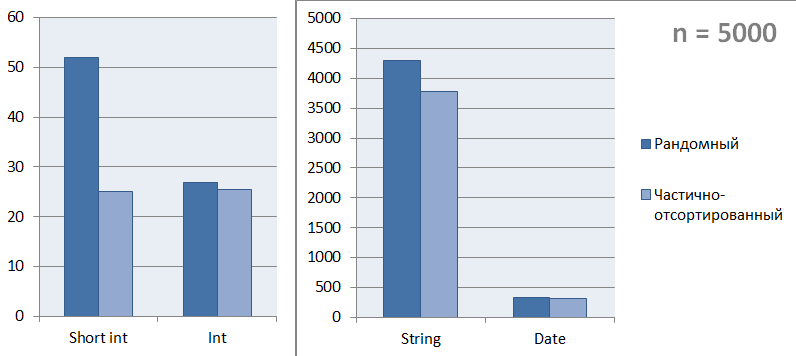 60
50
40
30
20
10
0
Short int
Int
5000
4500
4000
3500
3000
2500
2000
1500
1000
500
0
String
Date
n = 5000
Рандомный
Частично-
отсортированный